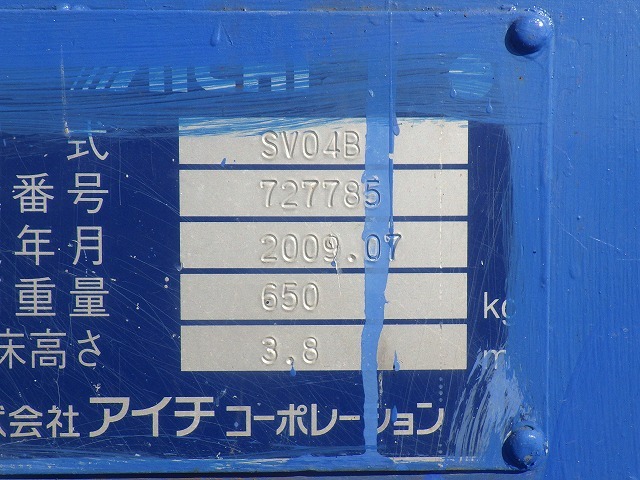 AICHI
式 SV04B
番号 727785
年月 2009.07
重量 650 kg
床高さ 3.8 m
式会社 アイチ コーポレーション